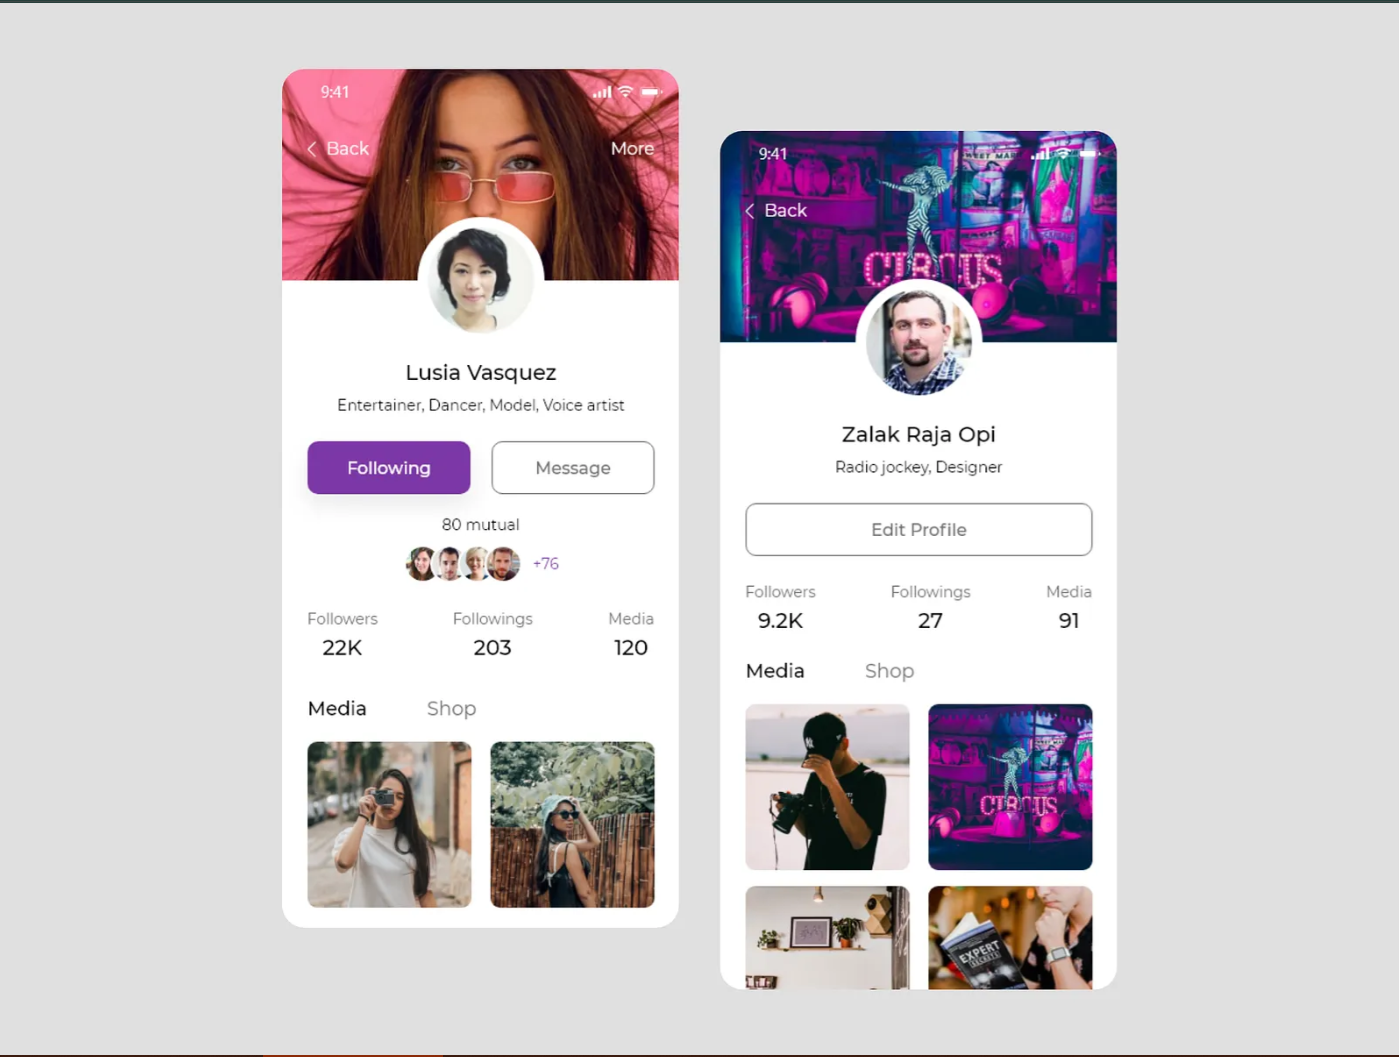 9:41
Back
More
Lusia Vasquez
Entertainer, Dancer, Model, Voice artist
Following
Message
80 mutual
+76
Followers
Followings
Media
22K
203
120
Media
Shop
9:41
Back
CIRCUS
Zalak Raja Opi
Radio jockey, Designer
Edit Profile
Followers
Followings
Media
9.2K
27
91
Media
Shop
CIRCUS
EXPERT
SECRETS